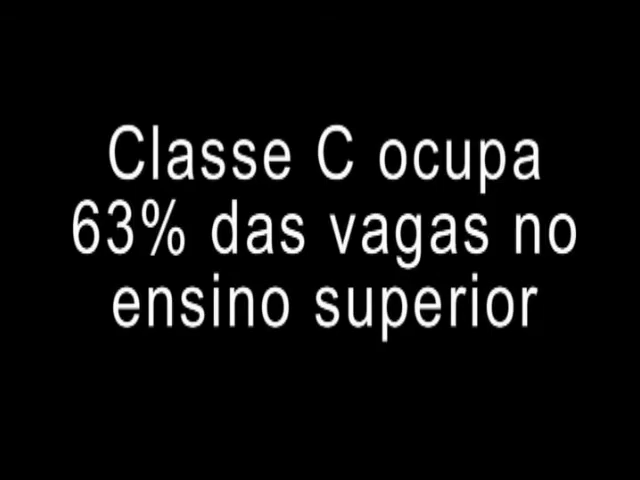 Classe C ocupa
63% das vagas no
ensino superior